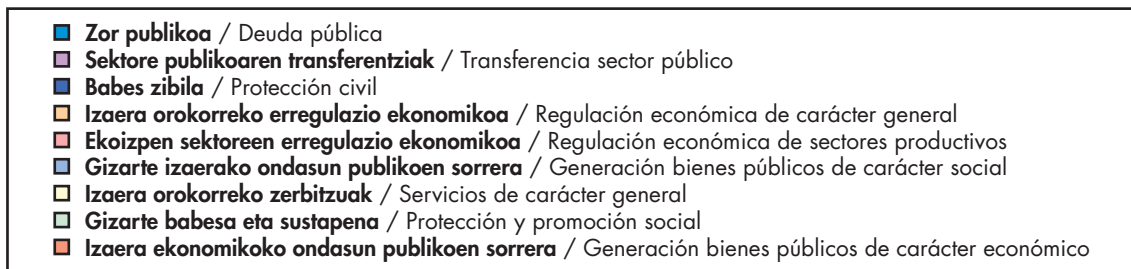 Zor publikoa / Deuda pública
Sektore publikoaren transferentziak / Transferencia sector público
Babes zibila / Protección civil
Izaera orokorreko erregulazio ekonomikoa / Regulación económica de carácter general
Ekoizpen sektoreen erregulazio ekonomikoa / Regulación económica de sectores productivos
Gizarte izaerako ondasun publikoen sorrera / Generación bienes públicos de carácter social
Izaera orokorreko zerbitzuak / Servicios de carácter general
Gizarte babesa eta sustapena / Protección y promoción social
Izaera ekonomikoko ondasun publikoen sorrera / Generación bienes públicos de carácter económico